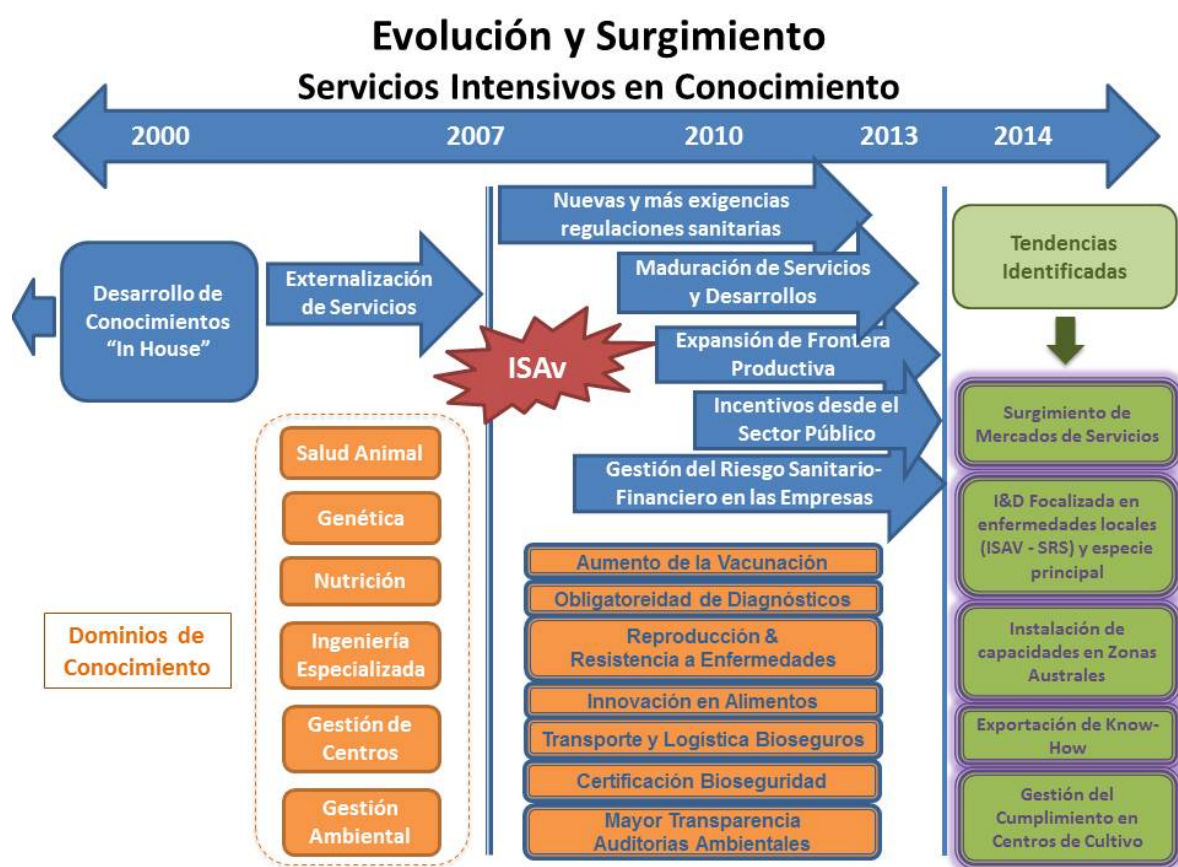 Evolución y Surgimiento
Servicios Intensivos en Conocimiento
2000
2007
2010
2013
2014
Desarrollo de
Conocimientos
“In House”
Externalización
de Servicios
ISAv
Nuevas y más exigencias
regulaciones sanitarias
Maduración de Servicios
y Desarrollos
Expansión de Frontera
Productiva
Incentivos desde el
Sector Público
Gestión del Riesgo Sanitario-
Financiero en las Empresas
Tendencias
Identificadas
Dominios de
Conocimiento
Salud Animal
Genética
Nutrición
Ingeniería
Especializada
Gestión de
Centros
Gestión
Ambiental
Aumento de la Vacunación
Obligatoreidad de Diagnósticos
Reproducción &
Resistencia a Enfermedades
Innovación en Alimentos
Transporte y Logística Bioseguros
Certificación Bioseguridad
Mayor Transparencia
Auditorias Ambientales
Surgimiento de
Mercados de Servicios
I&D Focalizada en
enfermedades locales
(ISAV - SRS) y especie
principal
Instalación de
capacidades en Zonas
Australes
Exportación de Know-
How
Gestión del
Cumplimiento en
Centros de Cultivo